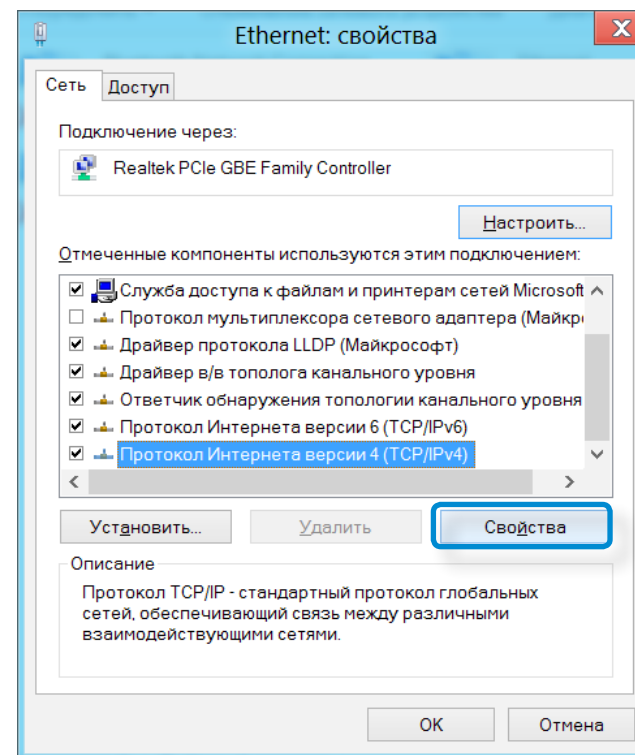 Ethernet: свойства
Сеть
Доступ
Подключение через:
Realtek PCIe GBE Family Controller
Настроить...
Отмеченные компоненты используются этим подключением:
Служба доступа к файлам и принтерам сетей Microsoft
Протокол мультиплексора сетевого адаптера (Майкр
Драйвер протокола LLDP (Майкрософт)
Драйвер в/в тополога канального уровня
Ответчик обнаружения топологии канального уровня
Протокол Интернета версии 6 (TCP/IPv6)
Протокол Интернета версии 4 (TCP/IPv4)
Установить...
Удалить
Свойства
Описание
Протокол TCP/IP - стандартный протокол глобальных
сетей, обеспечивающий связь между различными
взаимодействующими сетями.
OK
Отмена